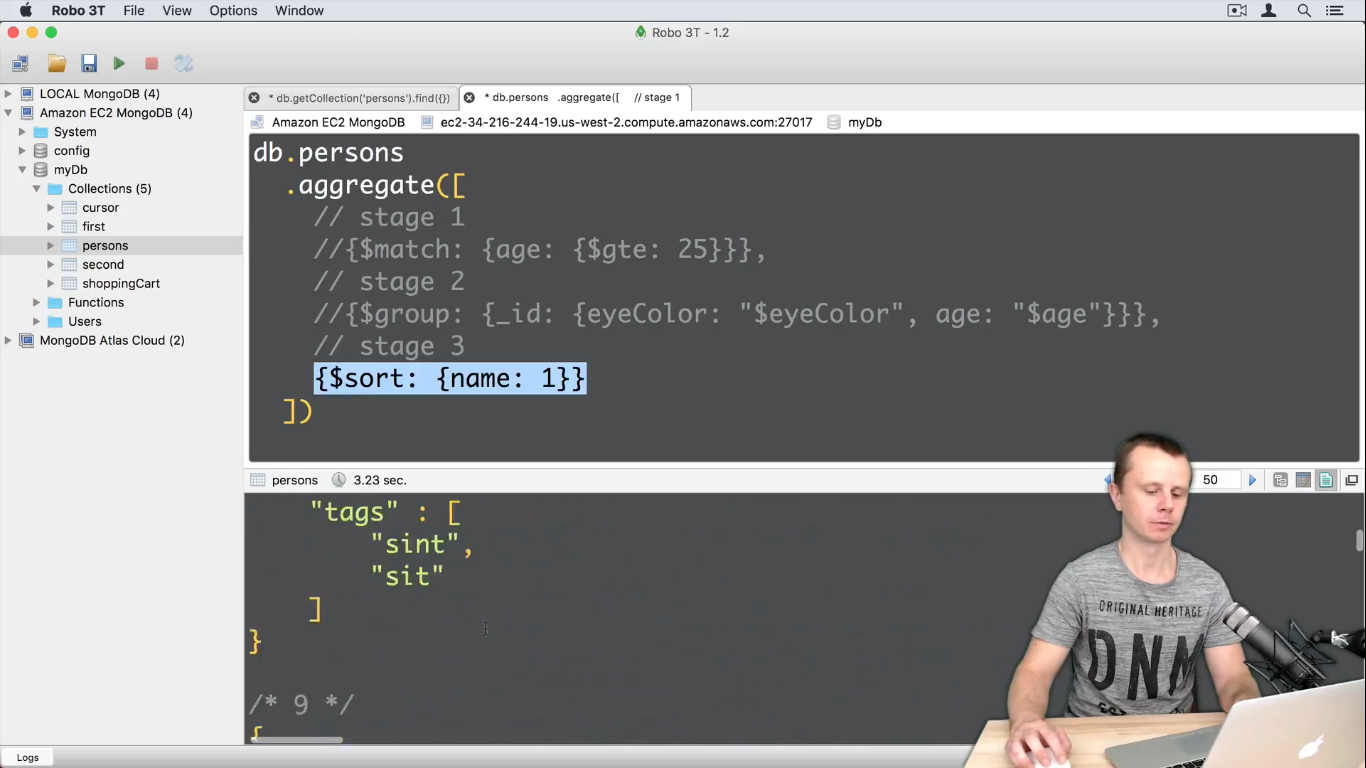 Robo 3T File View Options Window
Robo 3T - 1.2
LOCAL MongoDB (4)
Amazon EC2 MongoDB (4)
System
config
myDb
Collections (5)
cursor
first
persons
second
shoppingCart
Functions
Users
MongoDB Atlas Cloud (2)
* db.getCollection('persons').find({})
* db.persons .aggregate([ // stage 1
Amazon EC2 MongoDB ec2-34-216-244-19.us-west-2.compute.amazonaws.com:27017 myDb
db.persons
.aggregate([
// stage 1
//{$match: {age: {$gte: 25}}},
// stage 2
//{$group: {_id: {eyeColor: "$eyeColor", age: "$age"}}},
// stage 3
{$sort: {name: 1}}
])
persons 3.23 sec. 50
"tags" : [
"sint",
"sit"
]
}
/* 9 */
{
ORIGINAL HERITAGE
DNM
Logs